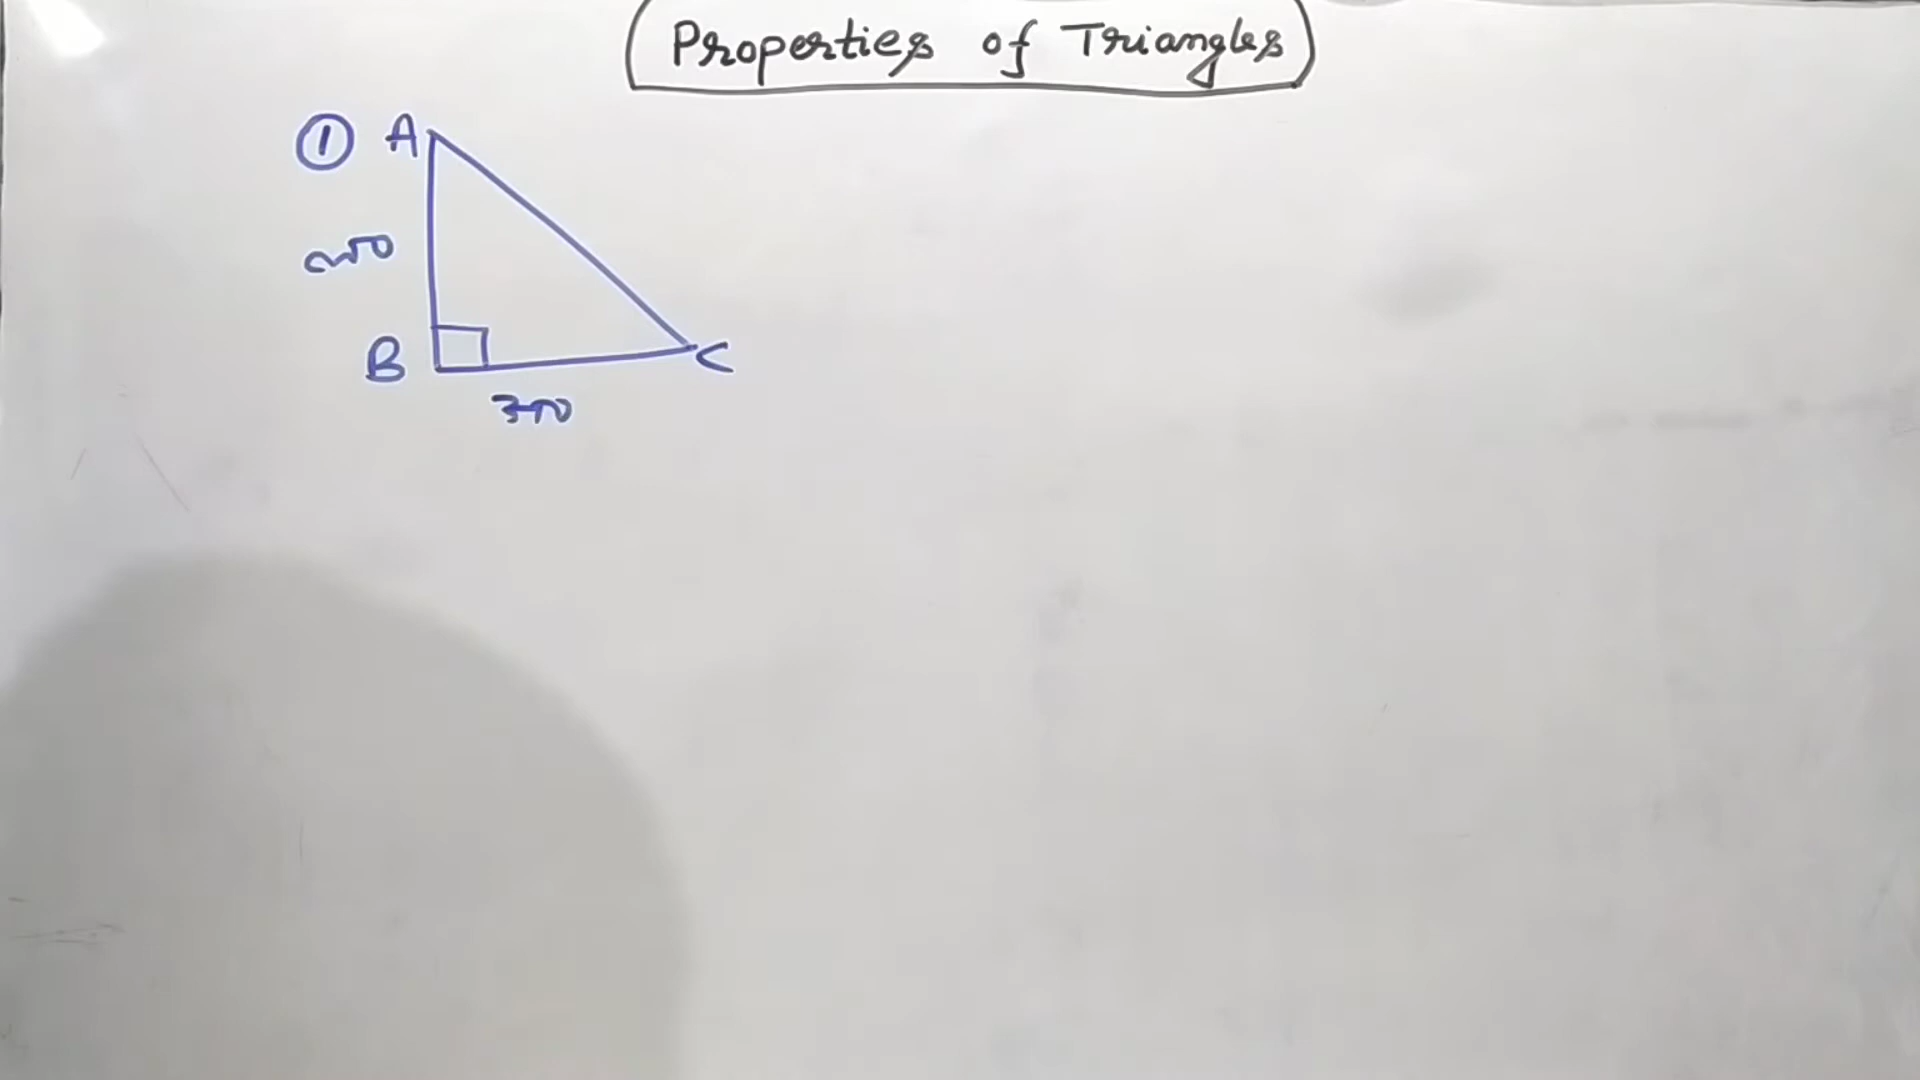 Properties of Triangles
① A
B
C